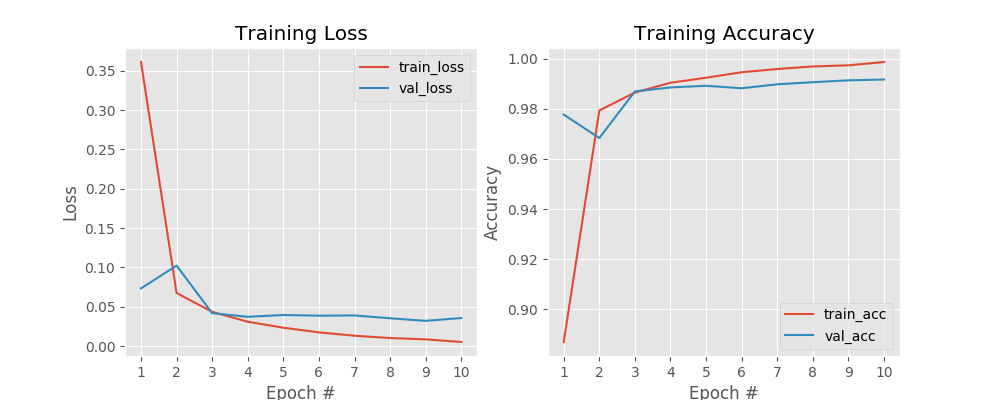 Training Loss
Loss
0.35
0.30
0.25
0.20
0.15
0.10
0.05
0.00
train_loss
val_loss
1 2 3 4 5 6 7 8 9 10
Epoch #
Training Accuracy
Accuracy
1.00
0.98
0.96
0.94
0.92
0.90
train_acc
val_acc
1 2 3 4 5 6 7 8 9 10
Epoch #